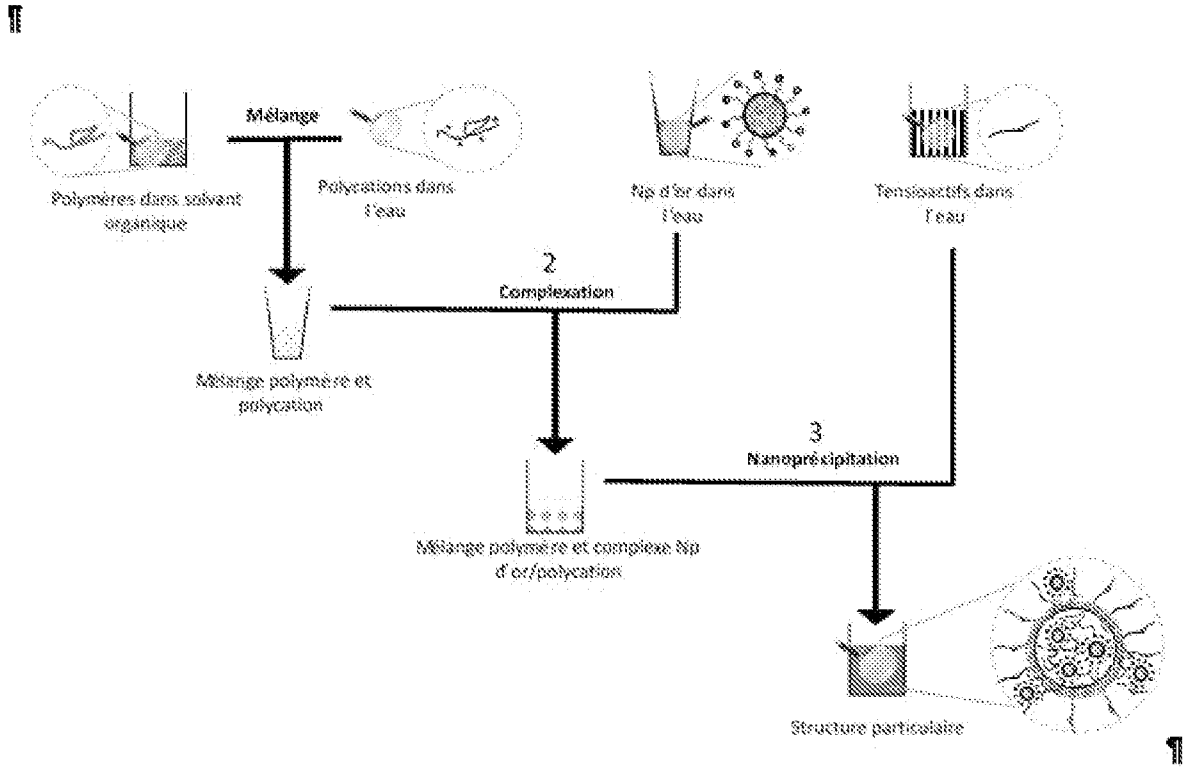 ¶
Mélange
Polymères dans solvant
organique
Polycations dans
l'eau
Np d'or dans
l'eau
Tensioactifs dans
l'eau
2
Complexation
Mélange polymère et
polycation
3
Nanoprécipitation
Mélange polymère et complexe Np
d'or/polycation
Structure particulaire
¶